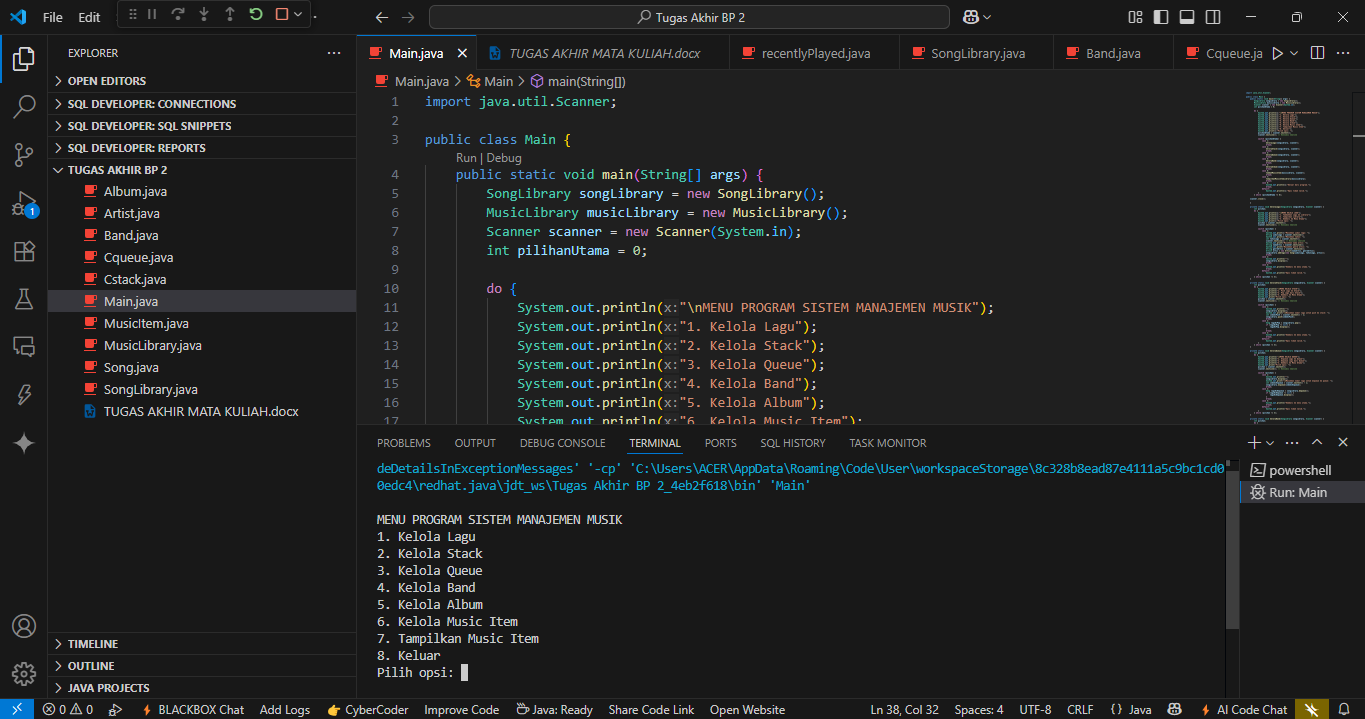 File Edit
Tugas Akhir BP 2
EXPLORER
OPEN EDITORS
SQL DEVELOPER: CONNECTIONS
SQL DEVELOPER: SQL SNIPPETS
SQL DEVELOPER: REPORTS
TUGAS AKHIR BP 2
Album.java
Artist.java
Band.java
Cqueue.java
Cstack.java
Main.java
MusicItem.java
MusicLibrary.java
Song.java
SongLibrary.java
TUGAS AKHIR MATA KULIAH.docx
TIMELINE
OUTLINE
JAVA PROJECTS
1
Main.java TUGAS AKHIR MATA KULIAH.docx recentlyPlayed.java SongLibrary.java Band.java Cqueue.ja
Main.java > Main > main(String[])
1 import java.util.Scanner;
2
3 public class Main {
Run | Debug
4 public static void main(String[] args) {
5 SongLibrary songLibrary = new SongLibrary();
6 MusicLibrary musicLibrary = new MusicLibrary();
7 Scanner scanner = new Scanner(System.in);
8 int pilihanUtama = 0;
9
10 do {
11 System.out.println(x:"\nMENU PROGRAM SISTEM MANAJEMEN MUSIK");
12 System.out.println(x:"1. Kelola Lagu");
13 System.out.println(x:"2. Kelola Stack");
14 System.out.println(x:"3. Kelola Queue");
15 System.out.println(x:"4. Kelola Band");
16 System.out.println(x:"5. Kelola Album");
17 System.out.println(x:"6. Kelola Music Item");
PROBLEMS OUTPUT DEBUG CONSOLE TERMINAL PORTS SQL HISTORY TASK MONITOR
deDetailsInExceptionMessages' '-cp' 'C:\Users\ACER\AppData\Roaming\Code\User\workspaceStorage\8c328b8ead87e4111a5c9bc1cd0
0edc4\redhat.java\jdt_ws\Tugas Akhir BP 2_4eb2f618\bin' 'Main'
MENU PROGRAM SISTEM MANAJEMEN MUSIK
1. Kelola Lagu
2. Kelola Stack
3. Kelola Queue
4. Kelola Band
5. Kelola Album
6. Kelola Music Item
7. Tampilkan Music Item
8. Keluar
Pilih opsi:
powershell
Run: Main
0 0 BLACKBOX Chat Add Logs CyberCoder Improve Code Java: Ready Share Code Link Open Website Ln 38, Col 32 Spaces: 4 UTF-8 CRLF {} Java AI Code Chat